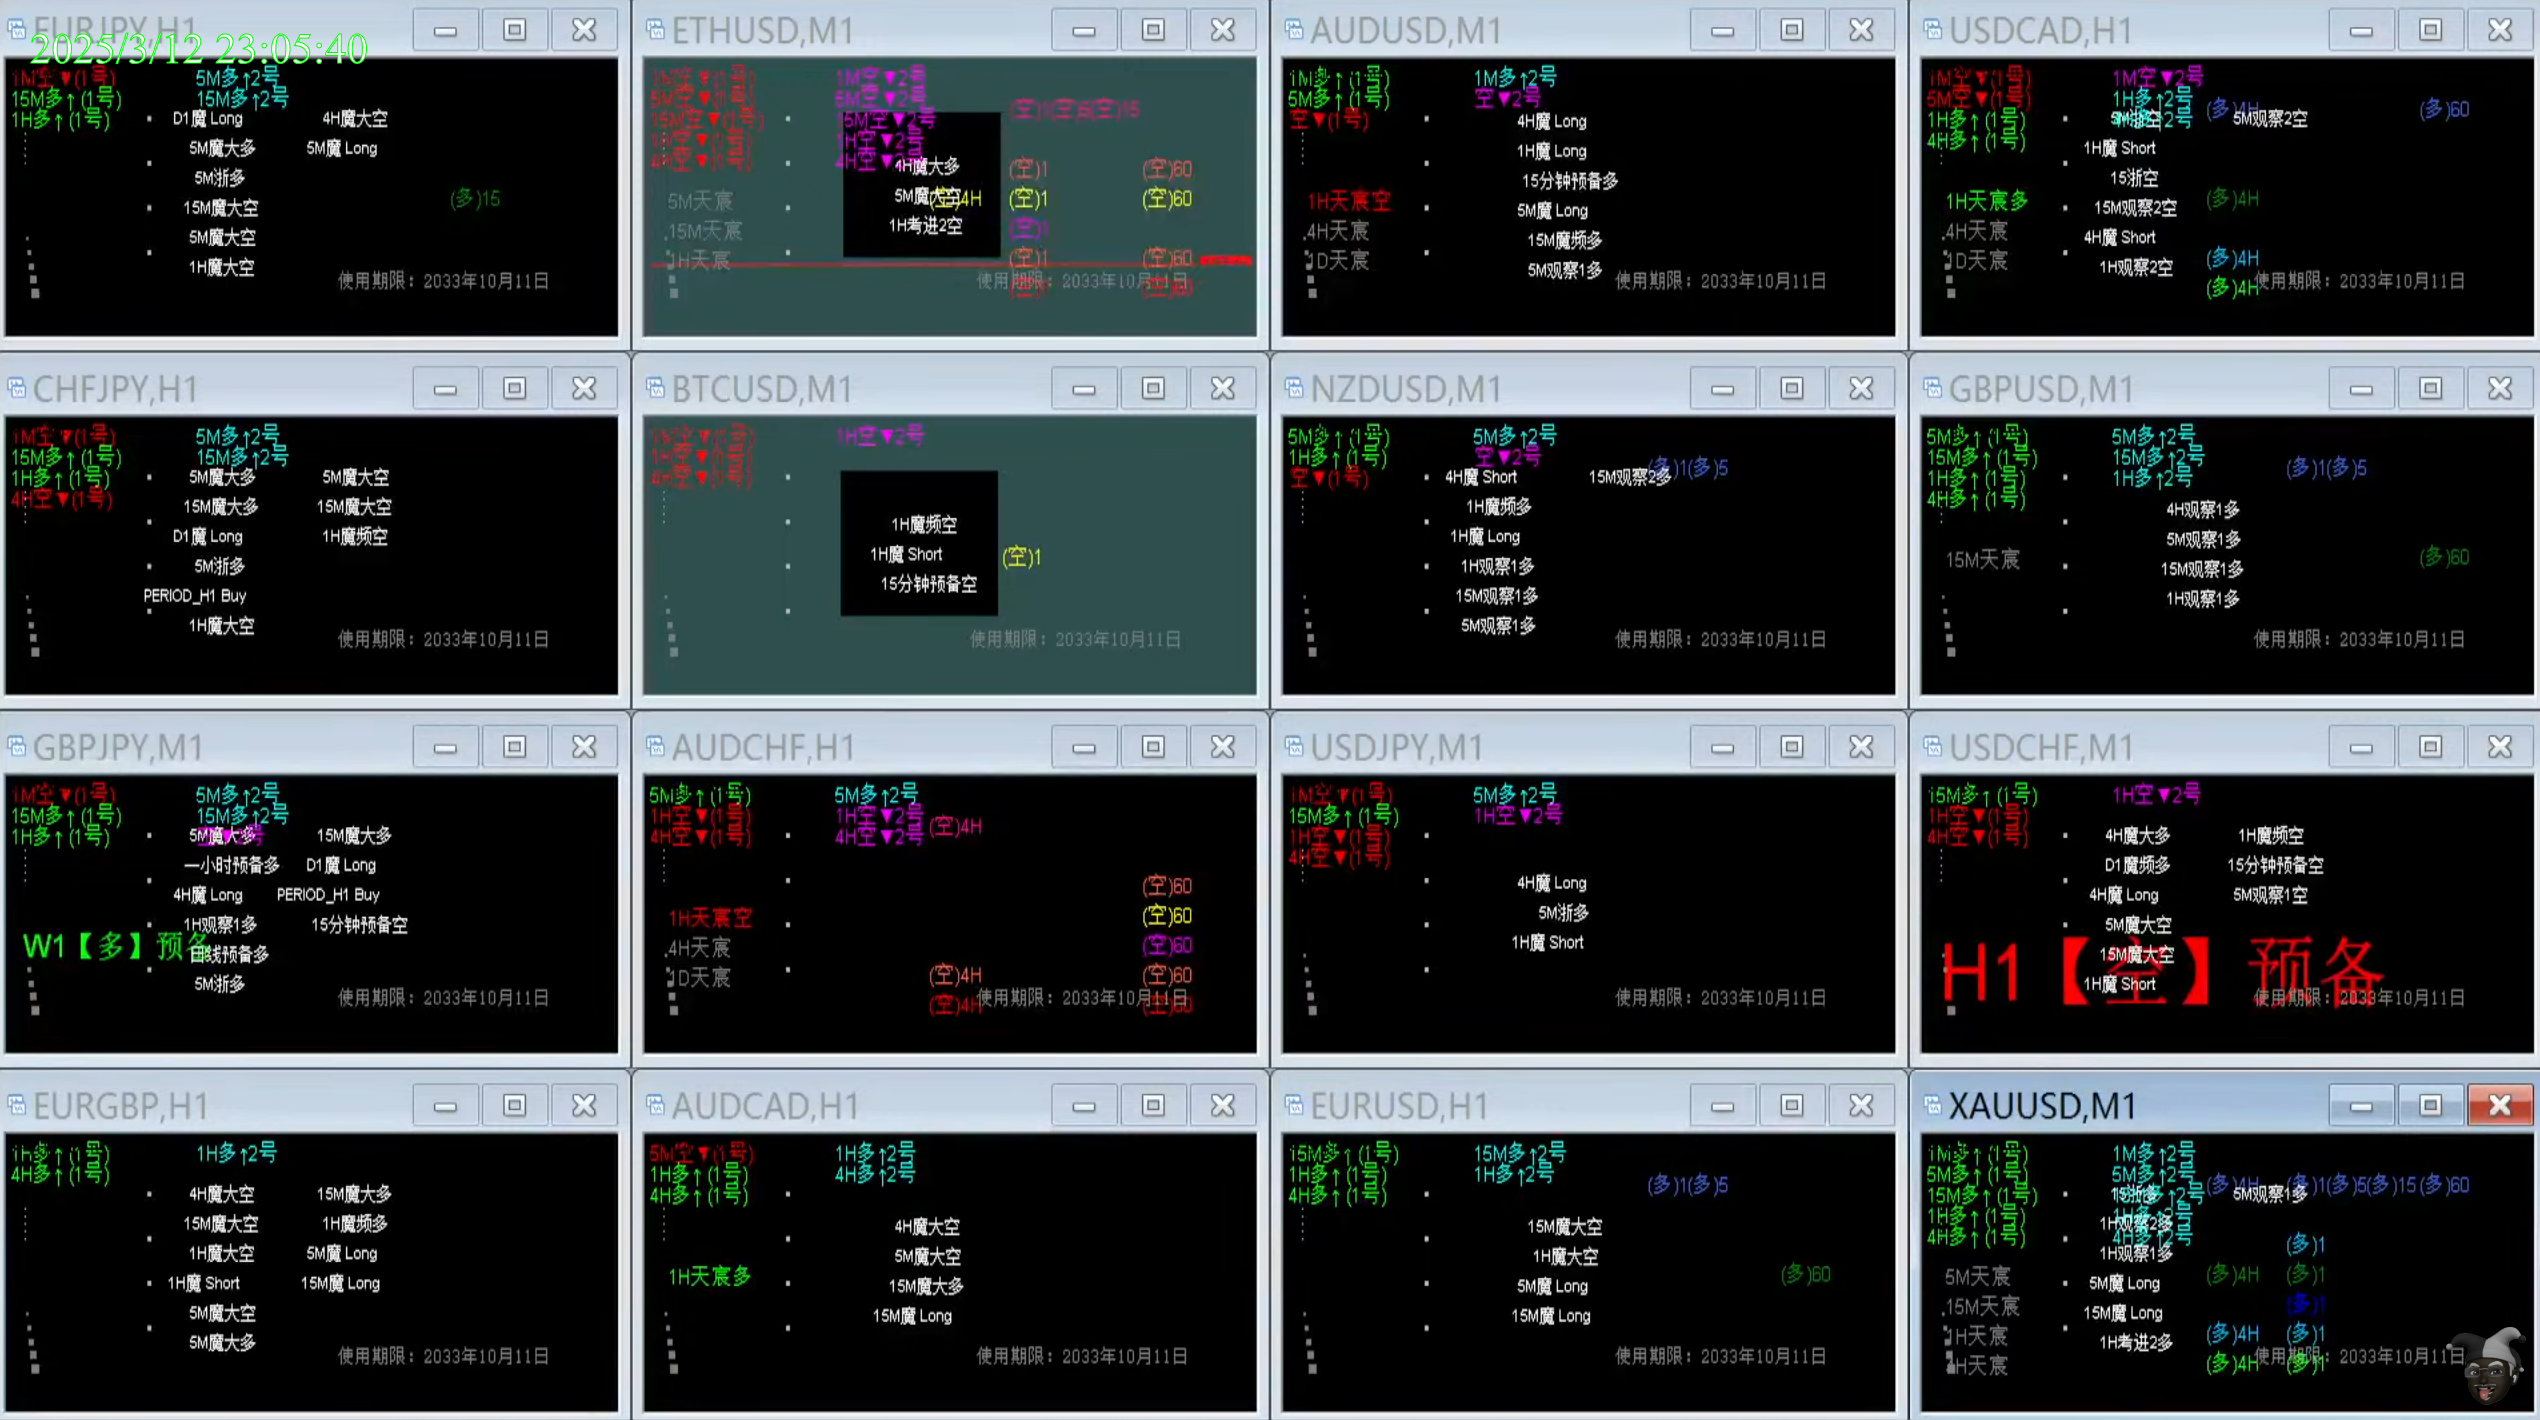 2025/3/12 23:05:40
EURJPY,H1
1M空▼(1号) 5M多↑2号
15M多↑(1号) 15M多↑2号
1H多↑(1号) D1魔 Long 4H魔大空
5M魔大多 5M魔 Long
5M浙多
15M魔大空 (多)15
5M魔大空
1H魔大空
使用期限: 2033年10月11日
ETHUSD,M1
1M空▼(1号) 1M空▼2号
5M空▼(1号) 5M空▼2号
(空)1(空)5(空)15
15M空▼(1号) 15M空▼2号
1H空▼(1号) 1H空▼2号
4H空▼(1号) 4H空▼2号
4H魔大多 (空)1 (空)60
5M天宸 5M魔大空 (空)4H (空)1 (空)60
15M天宸 1H考进2空 (空)1
1H天宸 (空)1 (空)60
使用期限: 2033年10月11日
AUDUSD,M1
1M多↑(1号) 1M多↑2号
5M多↑(1号) 空▼2号
空▼(1号) 4H魔 Long
1H魔 Long
15分钟预备多
1H天宸空 5M魔 Long
4H天宸 15M魔频多
1D天宸 5M观察1多
使用期限: 2033年10月11日
USDCAD,H1
1M空▼(1号) 1M空▼2号
5M空▼(1号) 1H多↑2号
(多)4H (多)60
1H多↑(1号) 4H多↑2号 5M观察2空
4H多↑(1号) 1H魔 Short
15浙空
1H天宸多 15M观察2空 (多)4H
4H天宸 4H魔 Short
1D天宸 1H观察2空 (多)4H
(多)4H
使用期限: 2033年10月11日
CHFJPY,H1
1M空▼(1号) 5M多↑2号
15M多↑(1号) 15M多↑2号
1H多↑(1号) 5M魔大多 5M魔大空
4H空▼(1号) 15M魔大多 15M魔大空
D1魔 Long 1H魔频空
5M浙多
PERIOD_H1 Buy
1H魔大空
使用期限: 2033年10月11日
BTCUSD,M1
1M空▼(1号) 1H空▼2号
1H空▼(1号)
4H空▼(1号)
1H魔频空
1H魔 Short (空)1
15分钟预备空
使用期限: 2033年10月11日
NZDUSD,M1
5M多↑(1号) 5M多↑2号
1H多↑(1号) 空▼2号
(多)1(多)5
空▼(1号) 4H魔 Short 15M观察2多
1H魔频多
1H魔 Long
1H观察1多
15M观察1多
5M观察1多
使用期限: 2033年10月11日
GBPUSD,M1
5M多↑(1号) 5M多↑2号
15M多↑(1号) 15M多↑2号
1H多↑(1号) 1H多↑2号 (多)1(多)5
4H多↑(1号) 4H观察1多
5M观察1多
15M天宸 15M观察1多 (多)60
1H观察1多
使用期限: 2033年10月11日
GBPJPY,M1
1M空▼(1号) 5M多↑2号
15M多↑(1号) 15M多↑2号
1H多↑(1号) 5M魔大多 15M魔大多
一小时预备多 D1魔 Long
4H魔 Long PERIOD_H1 Buy
1H观察1多 15分钟预备空
W1【多】预备 日线预备多
5M浙多
使用期限: 2033年10月11日
AUDCHF,H1
5M多↑(1号) 5M多↑2号
1H空▼(1号) 1H空▼2号
4H空▼(1号) 4H空▼2号 (空)4H
(空)60
1H天宸空 (空)60
4H天宸 (空)60
1D天宸 (空)4H (空)60
(空)4H (空)60
使用期限: 2033年10月11日
USDJPY,M1
1M空▼(1号) 5M多↑2号
15M多↑(1号) 1H空▼2号
1H空▼(1号)
4H空▼(1号)
4H魔 Long
5M浙多
1H魔 Short
使用期限: 2033年10月11日
USDCHF,M1
15M多↑(1号) 1H空▼2号
1H空▼(1号)
4H空▼(1号) 4H魔大多 1H魔频空
D1魔频多 15分钟预备空
4H魔 Long 5M观察1空
5M魔大空
15M魔大空
H1【空】预备
1H魔 Short
使用期限: 2033年10月11日
EURGBP,H1
1H多↑(1号) 1H多↑2号
4H多↑(1号)
4H魔大空 15M魔大多
15M魔大空 1H魔频多
1H魔大空 5M魔 Long
1H魔 Short 15M魔 Long
5M魔大空
5M魔大多
使用期限: 2033年10月11日
AUDCAD,H1
5M空▼(1号) 1H多↑2号
1H多↑(1号) 4H多↑2号
4H多↑(1号)
4H魔大空
5M魔大空
1H天宸多 15M魔大多
15M魔 Long
使用期限: 2033年10月11日
EURUSD,H1
15M多↑(1号) 15M多↑2号
1H多↑(1号) 1H多↑2号
4H多↑(1号) (多)1(多)5
15M魔大空
1H魔大空
5M魔 Long (多)60
15M魔 Long
使用期限: 2033年10月11日
XAUUSD,M1
1M多↑(1号) 1M多↑2号
5M多↑(1号) 5M多↑2号
(多)4H (多)1(多)5(多)15(多)60
15M多↑(1号) 15M多↑2号 5M观察1多
1H多↑(1号) 1H观察2多
4H多↑(1号) 4H多↑2号 (多)1
1H观察1多
5M天宸 5M魔 Long (多)4H (多)1
15M天宸 15M魔 Long (多)1
1H天宸 1H考进2多 (多)4H (多)1
4H天宸 (多)4H (多)1
使用期限: 2033年10月11日